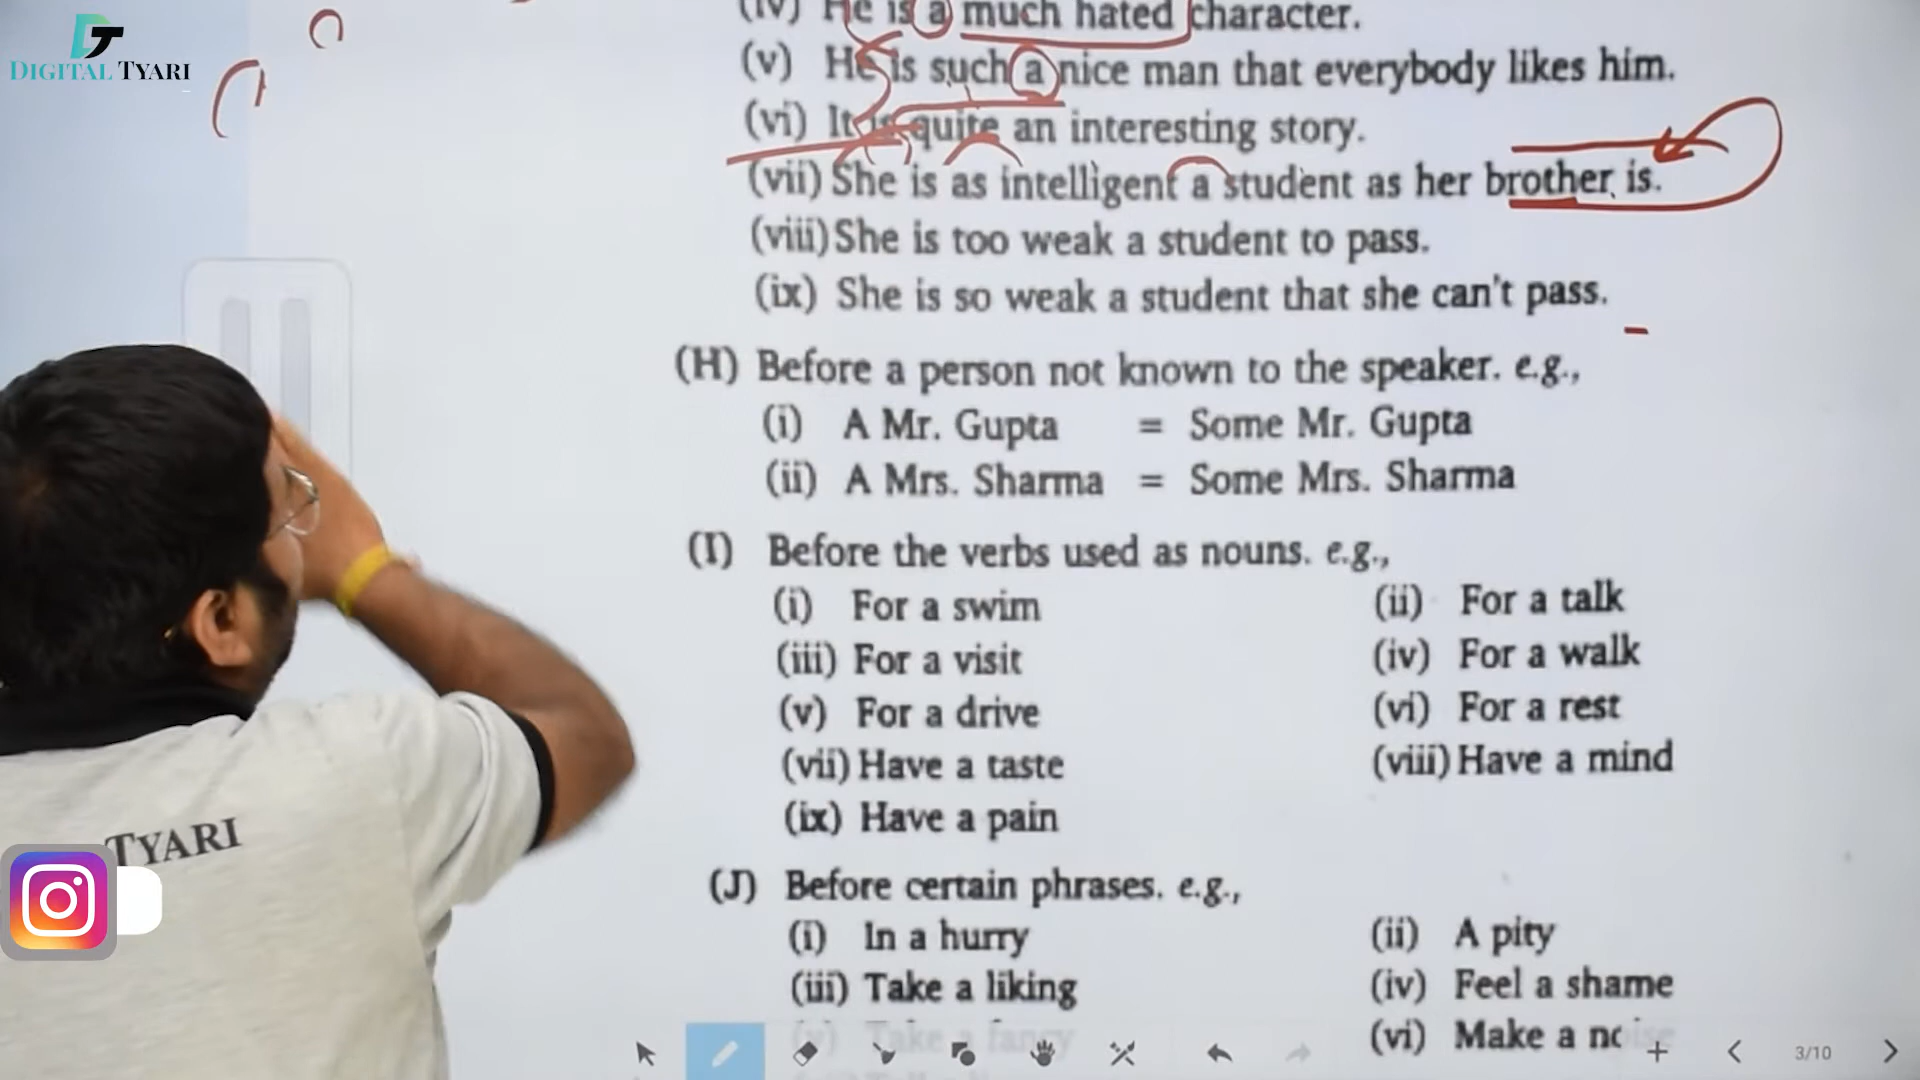 DIGITAL TYARI
(iv) He is a much hated character.
(v) He is such a nice man that everybody likes him.
(vi) It is quite an interesting story.
(vii) She is as intelligent a student as her brother is.
(viii) She is too weak a student to pass.
(ix) She is so weak a student that she can't pass.
(H) Before a person not known to the speaker. e.g.,
(i) A Mr. Gupta = Some Mr. Gupta
(ii) A Mrs. Sharma = Some Mrs. Sharma
(I) Before the verbs used as nouns. e.g.,
(i) For a swim (ii) For a talk
(iii) For a visit (iv) For a walk
(v) For a drive (vi) For a rest
(vii) Have a taste (viii) Have a mind
(ix) Have a pain
TYARI
(J) Before certain phrases. e.g.,
(i) In a hurry (ii) A pity
(iii) Take a liking (iv) Feel a shame
(v) Take a fancy (vi) Make a noise
3/10